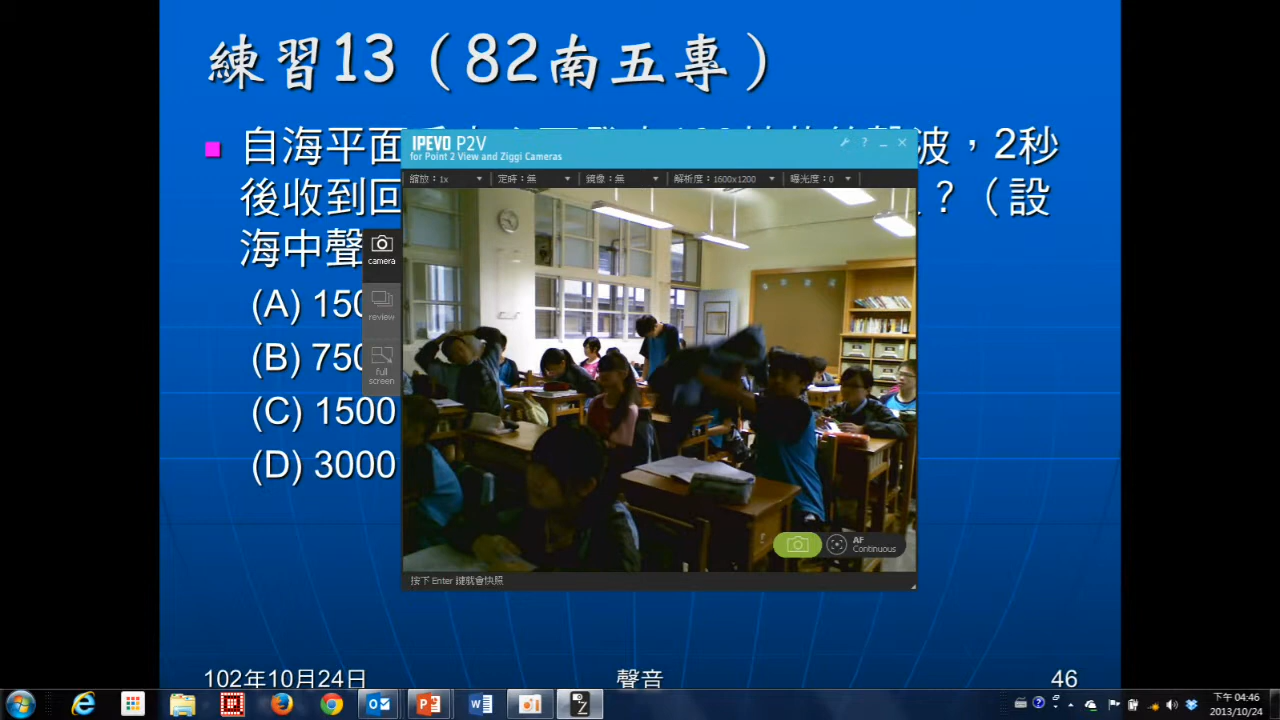 練習13（82南五專）
自海平面
波，2秒
後收到回
？（設
海中聲
(A) 150
(B) 750
(C) 1500
(D) 3000
IPEVO P2V
for Point 2 View and Ziggi Cameras
縮放：1x 定時：無 鏡像：無 解析度：1600x1200 曝光度：0
camera
review
full
screen
AF
Continuous
按下 Enter 鍵就會快照
102年10月24日 聲音 46
下午 04:46
2013/10/24